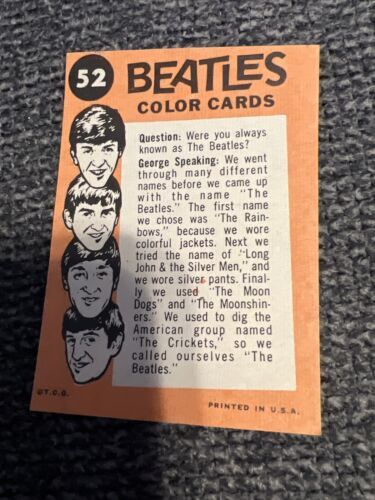 52 BEATLES
COLOR CARDS
Question: Were you always
known as The Beatles?
George Speaking: We went
through many different
names before we came up
with the name "The
Beatles." The first name
we chose was "The Rain-
bows," because we wore
colorful jackets. Next we
tried the name of "Long
John & the Silver Men," and
we wore silver pants. Final-
ly we used "The Moon
Dogs" and "The Moonshin-
ers." We used to dig the
American group named
"The Crickets," so we
called ourselves "The
Beatles."
©T.C.G.
PRINTED IN U.S.A.